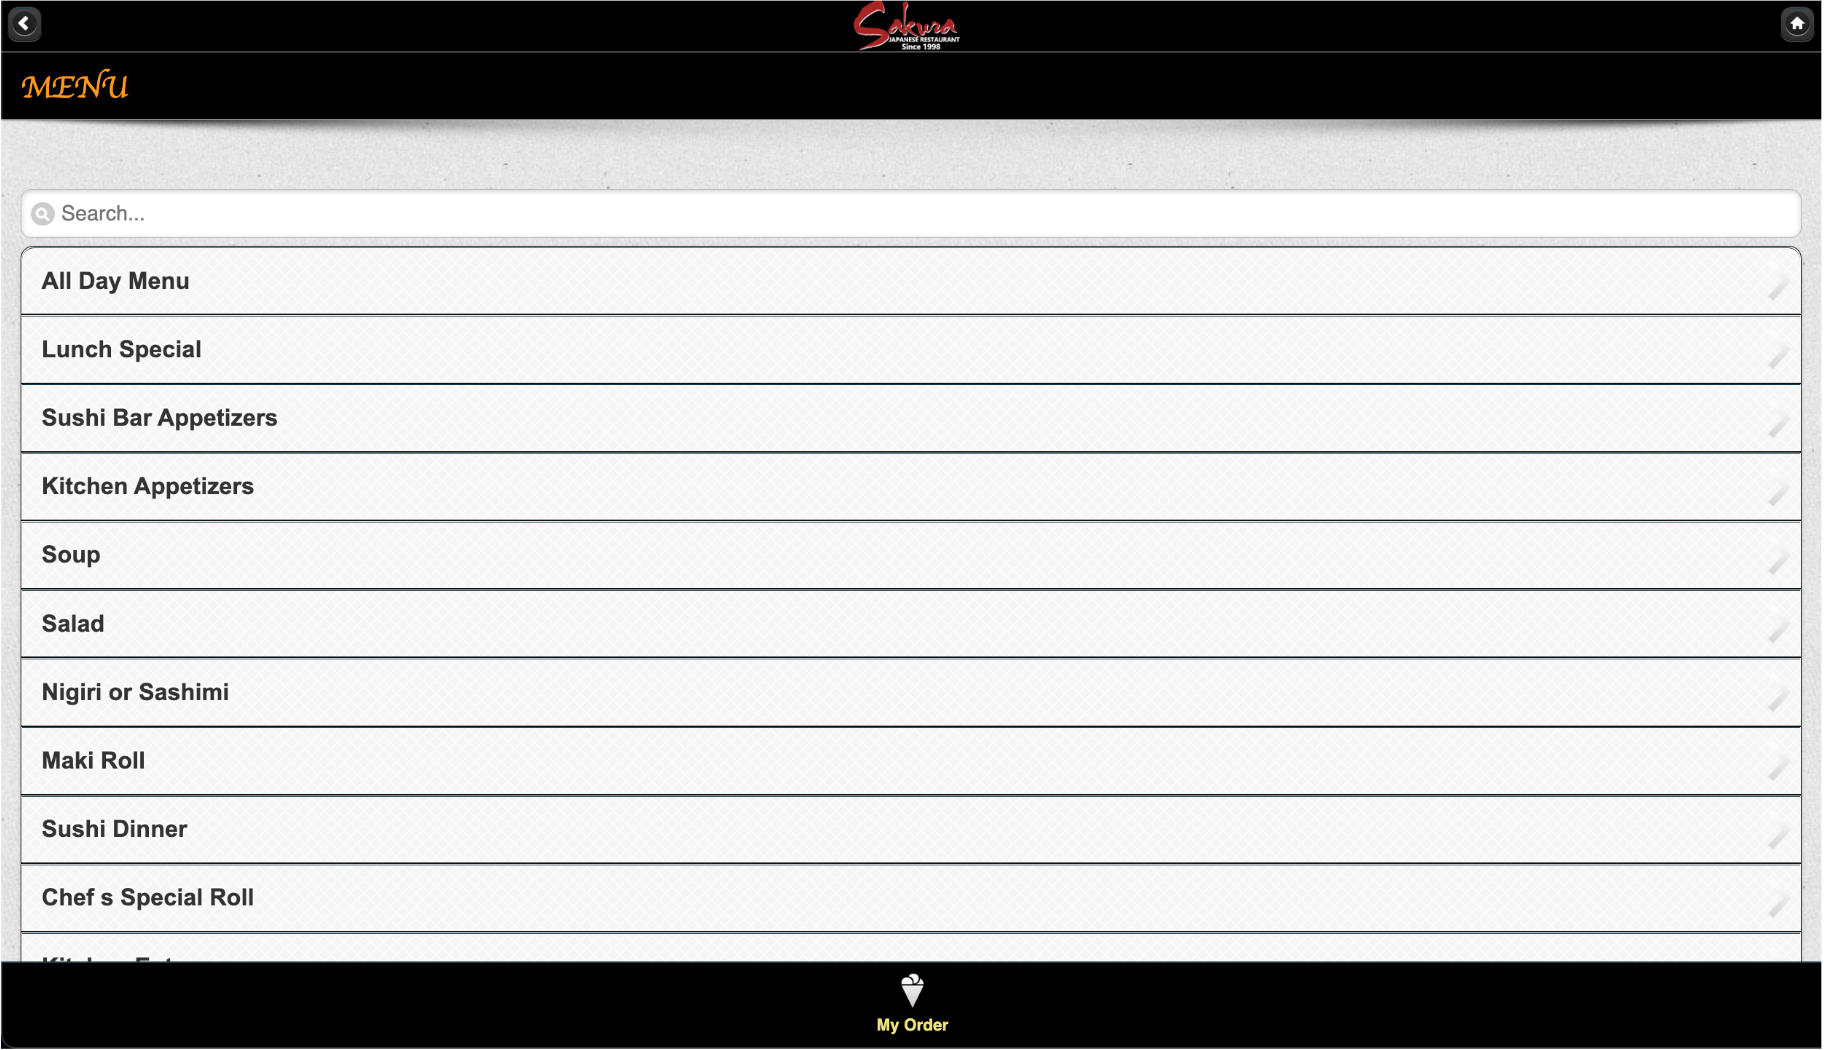 Sakura
JAPANESE RESTAURANT
Since 1998
MENU
Search...
All Day Menu
Lunch Special
Sushi Bar Appetizers
Kitchen Appetizers
Soup
Salad
Nigiri or Sashimi
Maki Roll
Sushi Dinner
Chef s Special Roll
My Order